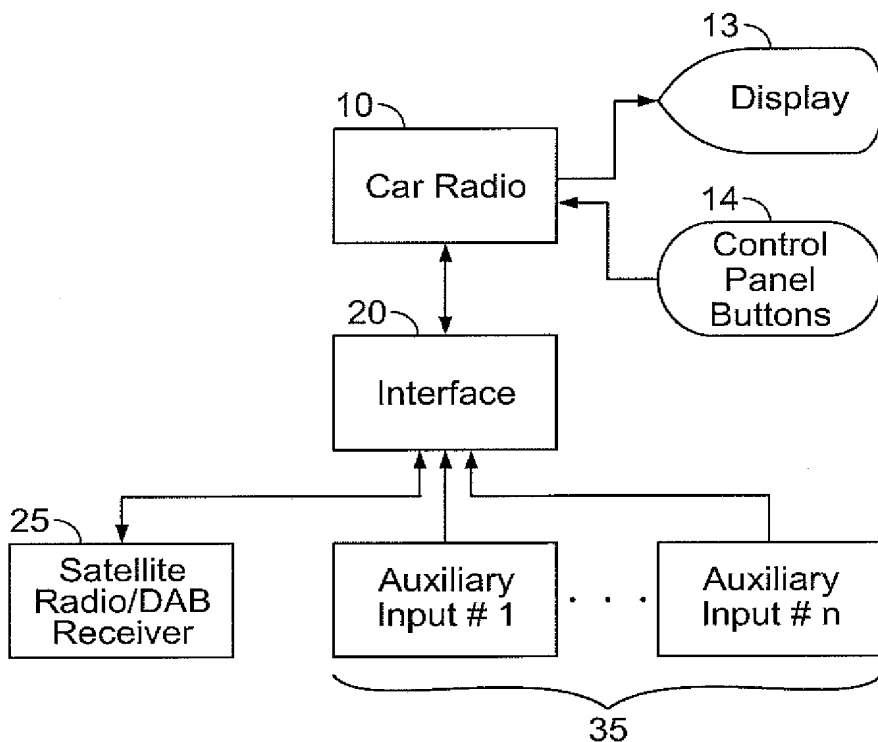 13
Display
10
Car Radio
14
Control
Panel
Buttons
20
Interface
25
Satellite
Radio/DAB
Receiver
Auxiliary
Input # 1
. . .
Auxiliary
Input # n
35